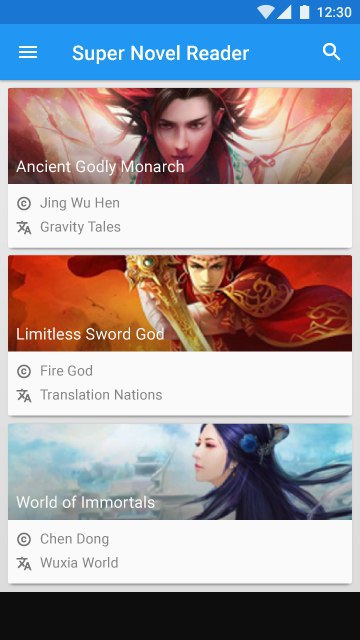 12:30
Super Novel Reader
Ancient Godly Monarch
Jing Wu Hen
Gravity Tales
Limitless Sword God
Fire God
Translation Nations
World of Immortals
Chen Dong
Wuxia World